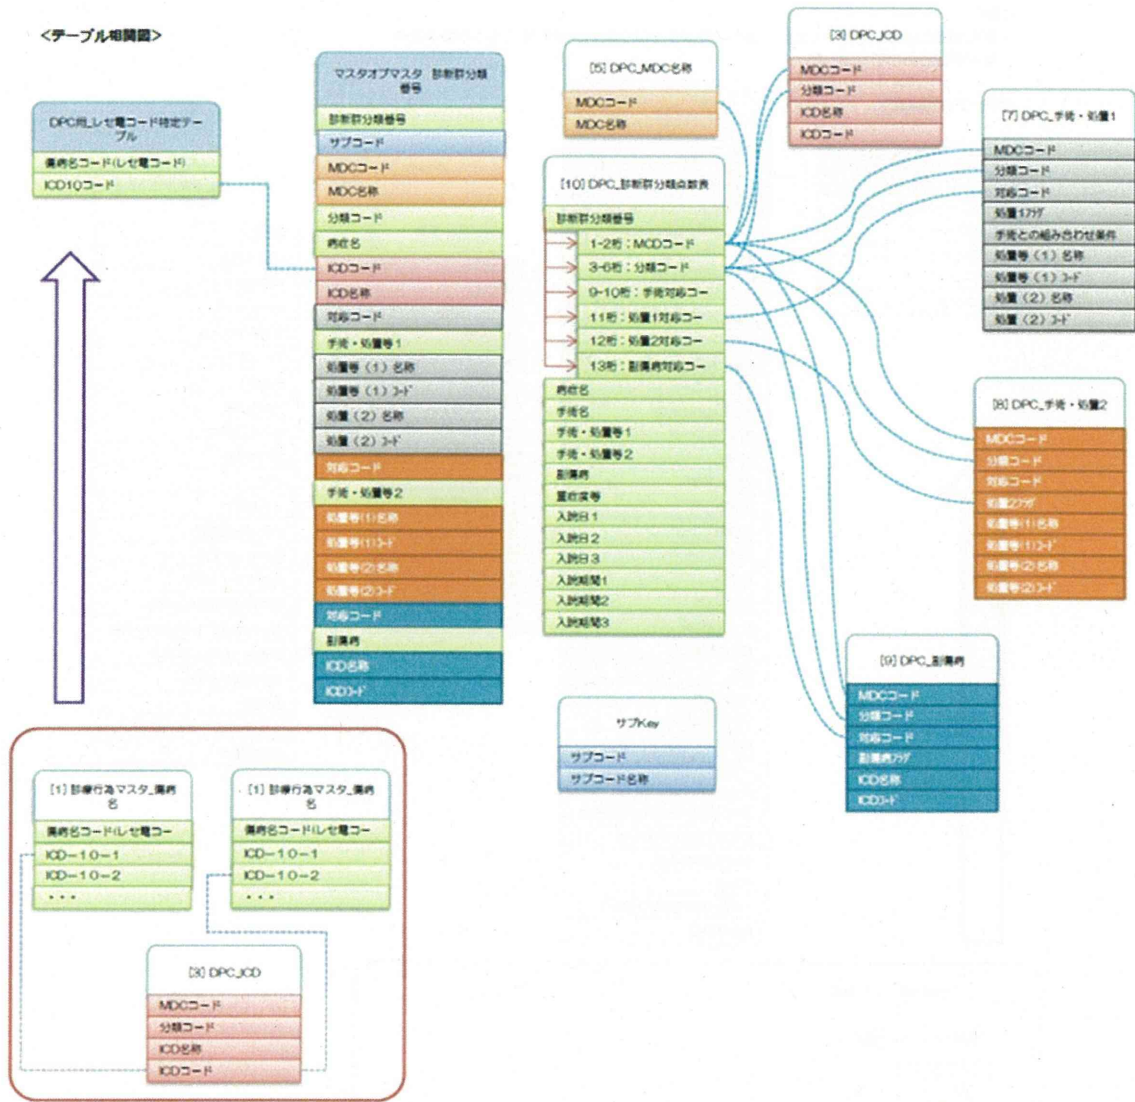 <テーブル相関図>
DPC用_レセ電コード特定テー
ブル
傷病名コード(レセ電コード)
ICD10コード
マスタオブマスタ 診断群分類
番号
診断群分類番号
サブコード
MDCコード
MDC名称
分類コード
病症名
ICDコード
ICD名称
対応コード
手術・処置等1
処置等(1)名称
処置等(1)コード
処置(2)名称
処置(2)コード
対応コード
手術・処置等2
処置等(1)名称
処置等(1)コード
処置等(2)名称
処置等(2)コード
対応コード
副傷病
ICD名称
ICDコード
[5] DPC_MDC名称
MDCコード
MDC名称
[10] DPC_診断群分類点数表
診断群分類番号
1-2桁:MCDコード
3-6桁:分類コード
9-10桁:手術対応コー
11桁:処置1対応コー
12桁:処置2対応コー
13桁:副傷病対応コー
病症名
手術名
手術・処置等1
手術・処置等2
副傷病
重症度等
入院日1
入院日2
入院日3
入院期間1
入院期間2
入院期間3
サブKey
サブコード
サブコード名称
[3] DPC_ICD
MDCコード
分類コード
ICD名称
ICDコード
[7] DPC_手術・処置1
MDCコード
分類コード
対応コード
処置1フラグ
手術との組み合わせ条件
処置等(1)名称
処置等(1)コード
処置(2)名称
処置(2)コード
[8] DPC_手術・処置2
MDCコード
分類コード
対応コード
処置2フラグ
処置等(1)名称
処置等(1)コード
処置等(2)名称
処置等(2)コード
[9] DPC_副傷病
MDCコード
分類コード
対応コード
副傷病フラグ
ICD名称
ICDコード
[1] 診療行為マスタ_傷病
名
傷病名コード(レセ電コー
ICD-10-1
ICD-10-2
・・・
[1] 診療行為マスタ_傷病
名
傷病名コード(レセ電コー
ICD-10-1
ICD-10-2
・・・
[3] DPC_ICD
MDCコード
分類コード
ICD名称
ICDコード